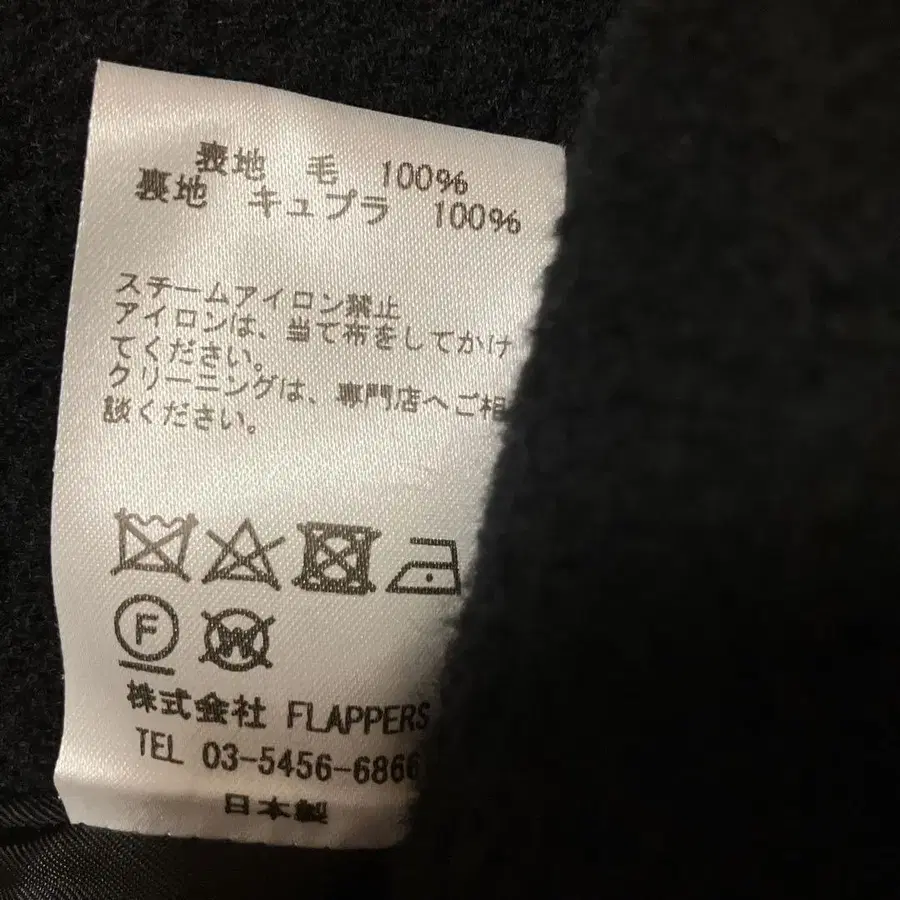 表地 毛 100%
裏地 キュプラ 100%
スチームアイロン禁止
アイロンは、当て布をしてかけ
てください。
クリーニングは、専門店へご相
談ください。
F W
株式会社 FLAPPERS
TEL 03-5456-6866
日本製